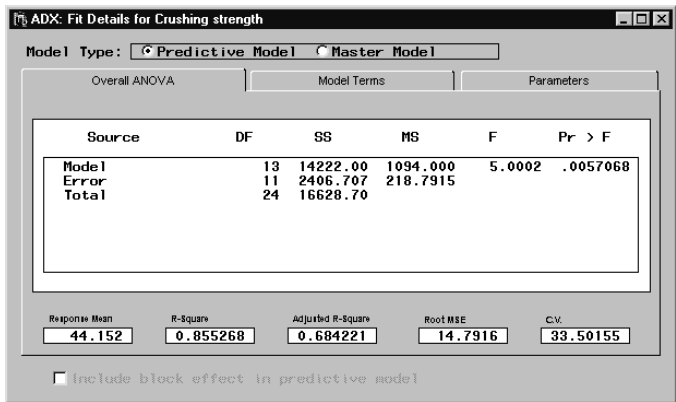 ADX: Fit Details for Crushing strength
Model Type: Predictive Model Master Model
Overall ANOVA Model Terms Parameters
Source DF SS MS F Pr > F
Model 13 14222.00 1094.000 5.0002 .0057068
Error 11 2406.707 218.7915
Total 24 16628.70
Response Mean R-Square Adjusted R-Square Root MSE C.V.
44.152 0.855268 0.684221 14.7916 33.50155
Include block effect in predictive model